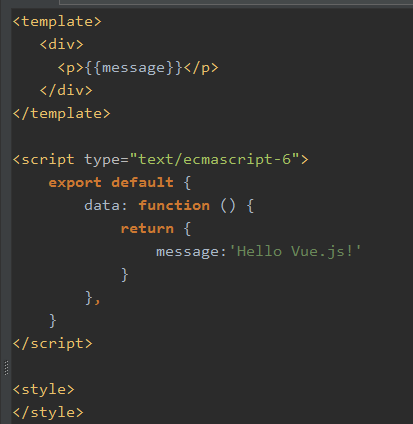 <template>
<div>
<p>{{message}}</p>
</div>
</template>
<script type="text/ecmascript-6">
export default {
data: function () {
return {
message:'Hello Vue.js!'
}
},
}
</script>
<style>
</style>